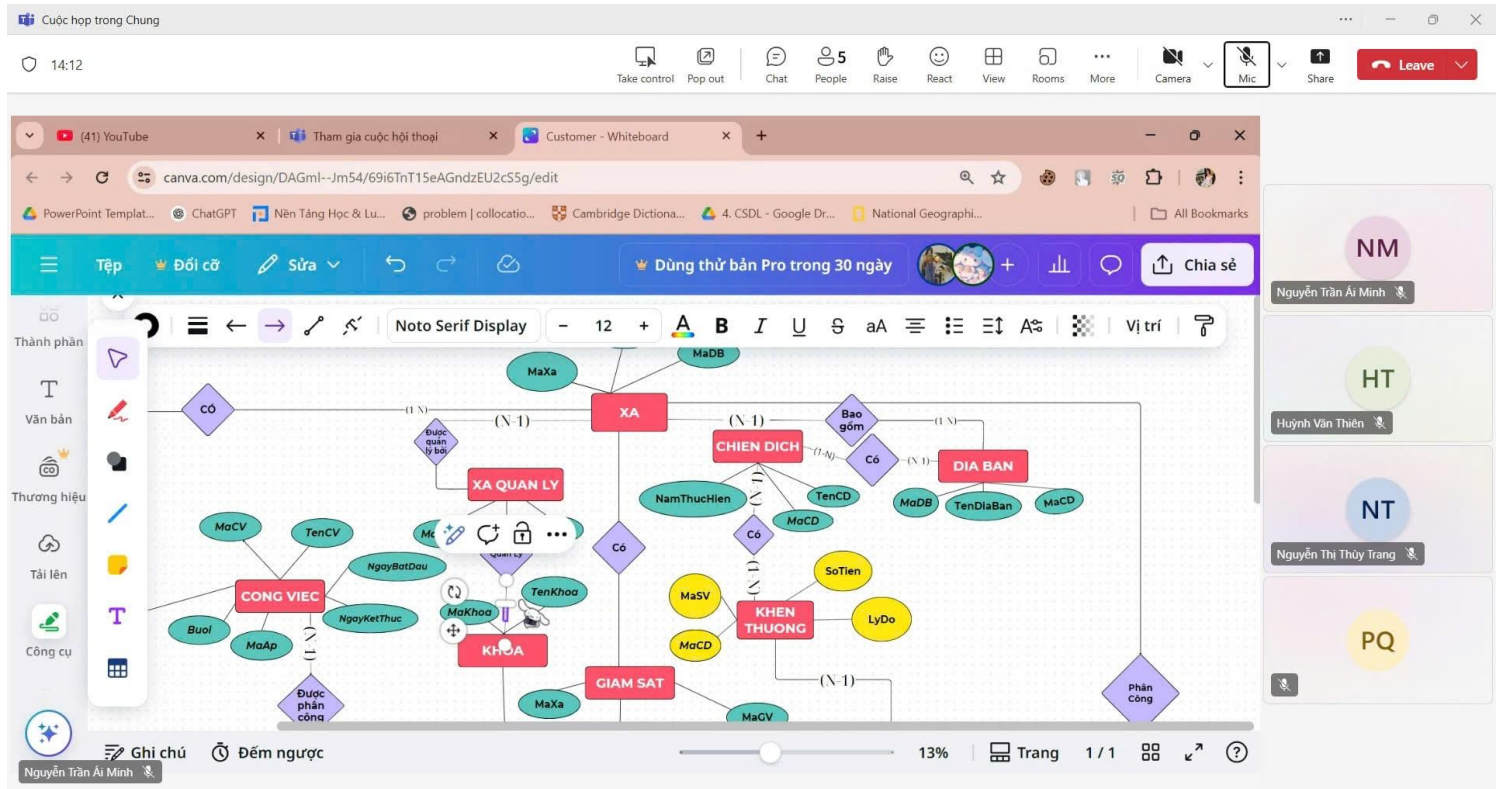 Cuộc họp trong Chung
14:12
Take control
Pop out
Chat
5
People
Raise
React
View
Rooms
More
Camera
Mic
Share
Leave
(41) YouTube
Tham gia cuộc hội thoại
Customer - Whiteboard
canva.com/design/DAGml--Jm54/69i6TnT15eAGndzEU2cS5g/edit
PowerPoint Templat...
ChatGPT
Nền Tảng Học & Lu...
problem | collocatio...
Cambridge Dictiona...
4. CSDL - Google Dr...
National Geographi...
All Bookmarks
Tệp
Đổi cỡ
Sửa
Dùng thử bản Pro trong 30 ngày
Chia sẻ
Noto Serif Display
- 12 +
A B I U S aA
Vị trí
Thành phần
Văn bản
Thương hiệu
Tải lên
Công cụ
MaDB
MaXa
CÓ
(1-N)
(N-1)
XA
(N-1)
Bao
gồm
(1-N)
Được
quản
lý bởi
CHIEN DICH
(1-N)
Có
(N-1)
DIA BAN
XA QUAN LY
NamThucHien
(1-N)
TenCD
MaCD
MaDB
TenDiaBan
MaCD
MaCV
TenCV
Có
Có
Quản Lý
NgayBatDau
(1-N)
SoTien
CONG VIEC
TenKhoa
MaKhoa
MaSV
KHEN
THUONG
LyDo
Buoi
NgayKetThuc
MaAp
(N-1)
KHOA
MaCD
GIAM SAT
(N-1)
Được
phân
công
MaXa
MaGV
Phân
Công
Ghi chú
Đếm ngược
13%
Trang
1 / 1
Nguyễn Trần Ái Minh
NM
Nguyễn Trần Ái Minh
HT
Huỳnh Văn Thiên
NT
Nguyễn Thị Thùy Trang
PQ